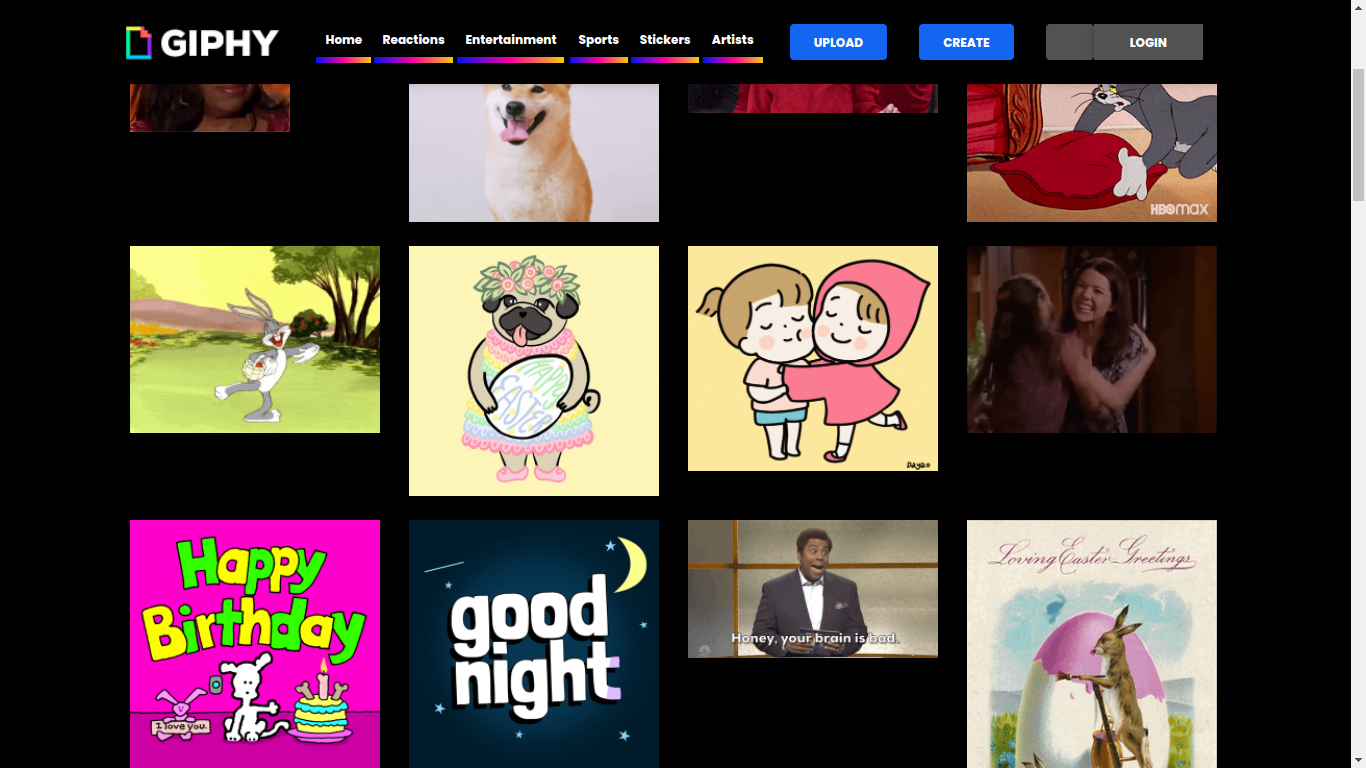 GIPHY
Home Reactions Entertainment Sports Stickers Artists
UPLOAD CREATE LOGIN
HBOmax
HAPPY
EASTER
Dayao
Happy
Birthday
I love you.
good
night
Honey, your brain is bad.
Loving Easter Greetings